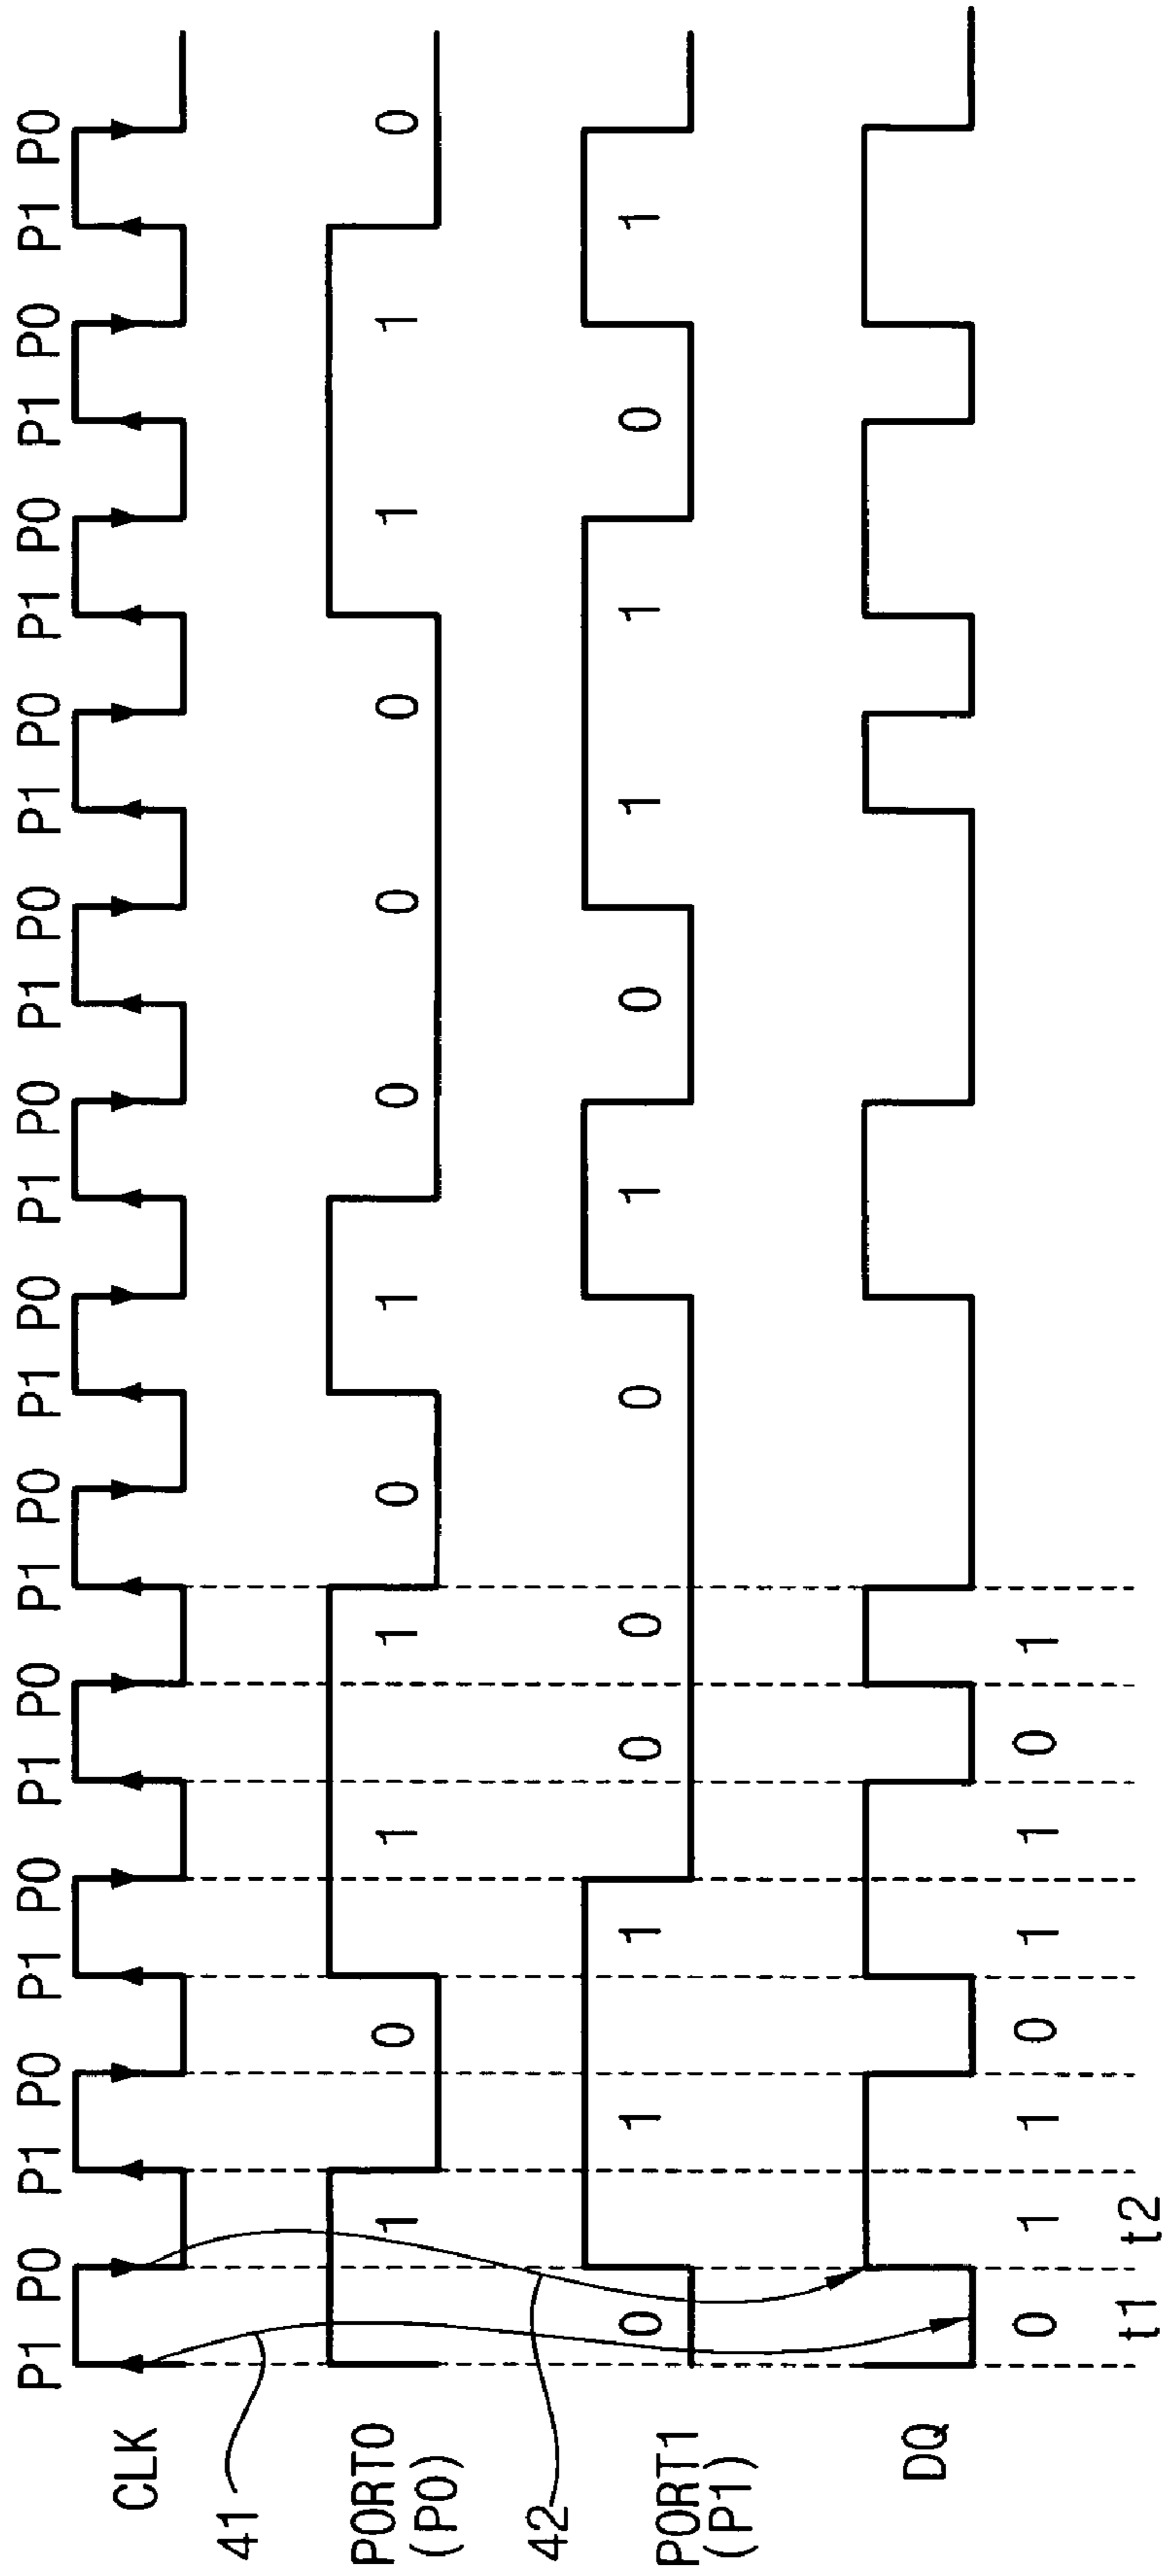 P1 P0 P1 P0 P1 P0 P1 P0 P1 P0 P1 P0 P1 P0 P1 P0 P1 P0 P1 P0 P1 P0 P1 P0
CLK
41
PORT0 1 0 1 1 0 1 0 0 0 1 1 0
(P0)
42
PORT1 0 1 1 0 0 0 1 0 1 1 0 1
(P1)
DQ
0 1 1 0 1 1 0 1
t1 t2